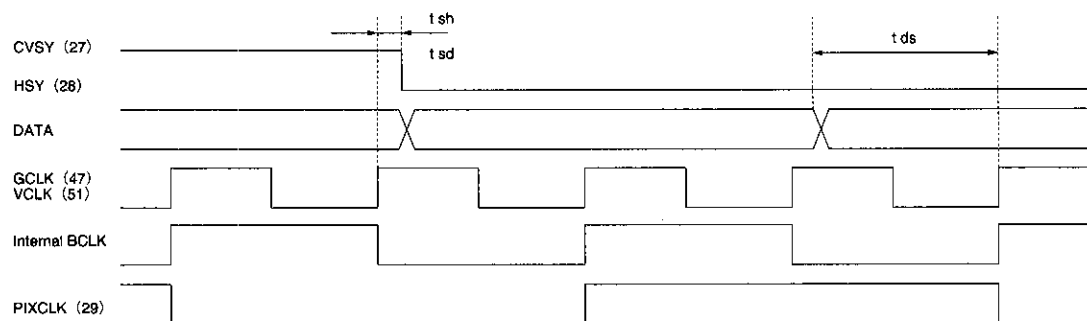 t sh
CVSY (27)
t sd
t ds
HSY (28)
DATA
GCLK (47)
VCLK (51)
Internal BCLK
PIXCLK (29)